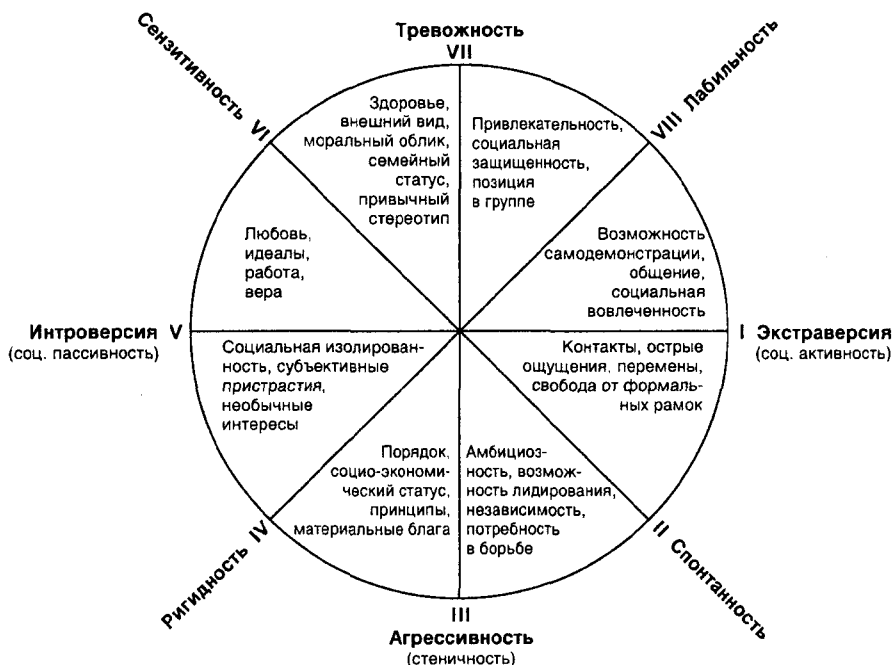 Тревожность
VII
Сензитивность VI
VIII Лабильность
Здоровье,
внешний вид,
моральный облик,
семейный
статус,
привычный
стереотип
Привлекательность,
социальная
защищенность,
позиция
в группе
Любовь,
идеалы,
работа,
вера
Возможность
самодемонстрации,
общение,
социальная
вовлеченность
Интроверсия V
(соц. пассивность)
I Экстраверсия
(соц. активность)
Социальная изолирован-
ность, субъективные
пристрастия,
необычные
интересы
Контакты, острые
ощущения, перемены,
свобода от формаль-
ных рамок
Порядок,
социо-экономи-
ческий статус,
принципы,
материальные блага
Амбициоз-
ность, возмож-
ность лидирования,
независимость,
потребность
в борьбе
Ригидность IV
II Спонтанность
III
Агрессивность
(стеничность)